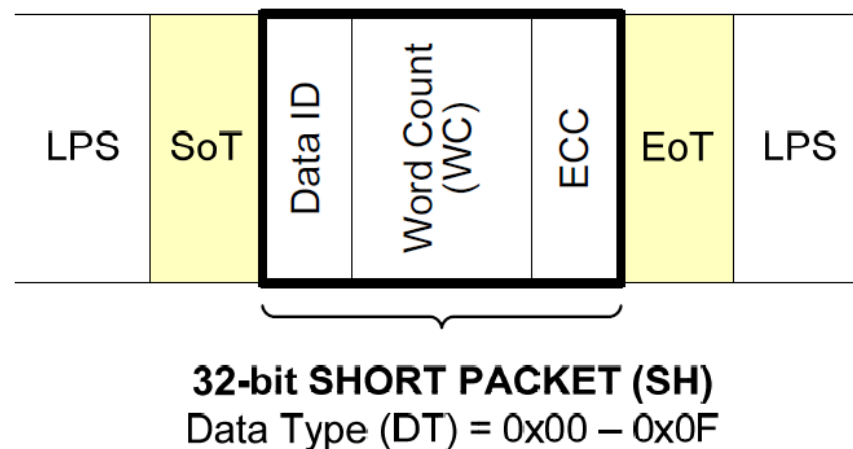 LPS
SoT
Data ID
Word Count
(WC)
ECC
EoT
LPS
32-bit SHORT PACKET (SH)
Data Type (DT) = 0x00 – 0x0F